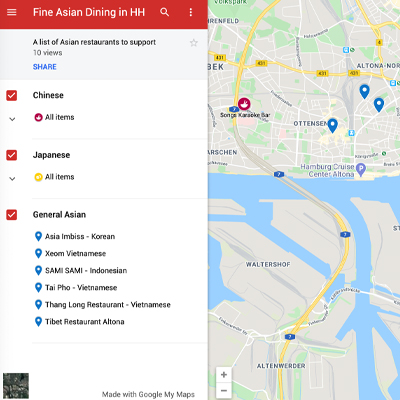 Fine Asian Dining in HH
A list of Asian restaurants to support
10 views
SHARE
Chinese
All items
Japanese
All items
General Asian
Asia Imbiss - Korean
Xeom Vietnamese
SAMI SAMI - Indonesian
Tai Pho - Vietnamese
Thang Long Restaurant - Vietnamese
Tibet Restaurant Altona
Made with Google My Maps
Volkspark
HRENFELD
7
BEK
ALTONA-NOR
Songs Karaoke Bar
OTTENSEN
ARSCHEN
Hamburg Cruise
Center Altona
7
7
WALTERSHOF
7
ALTENWERDER
+
−